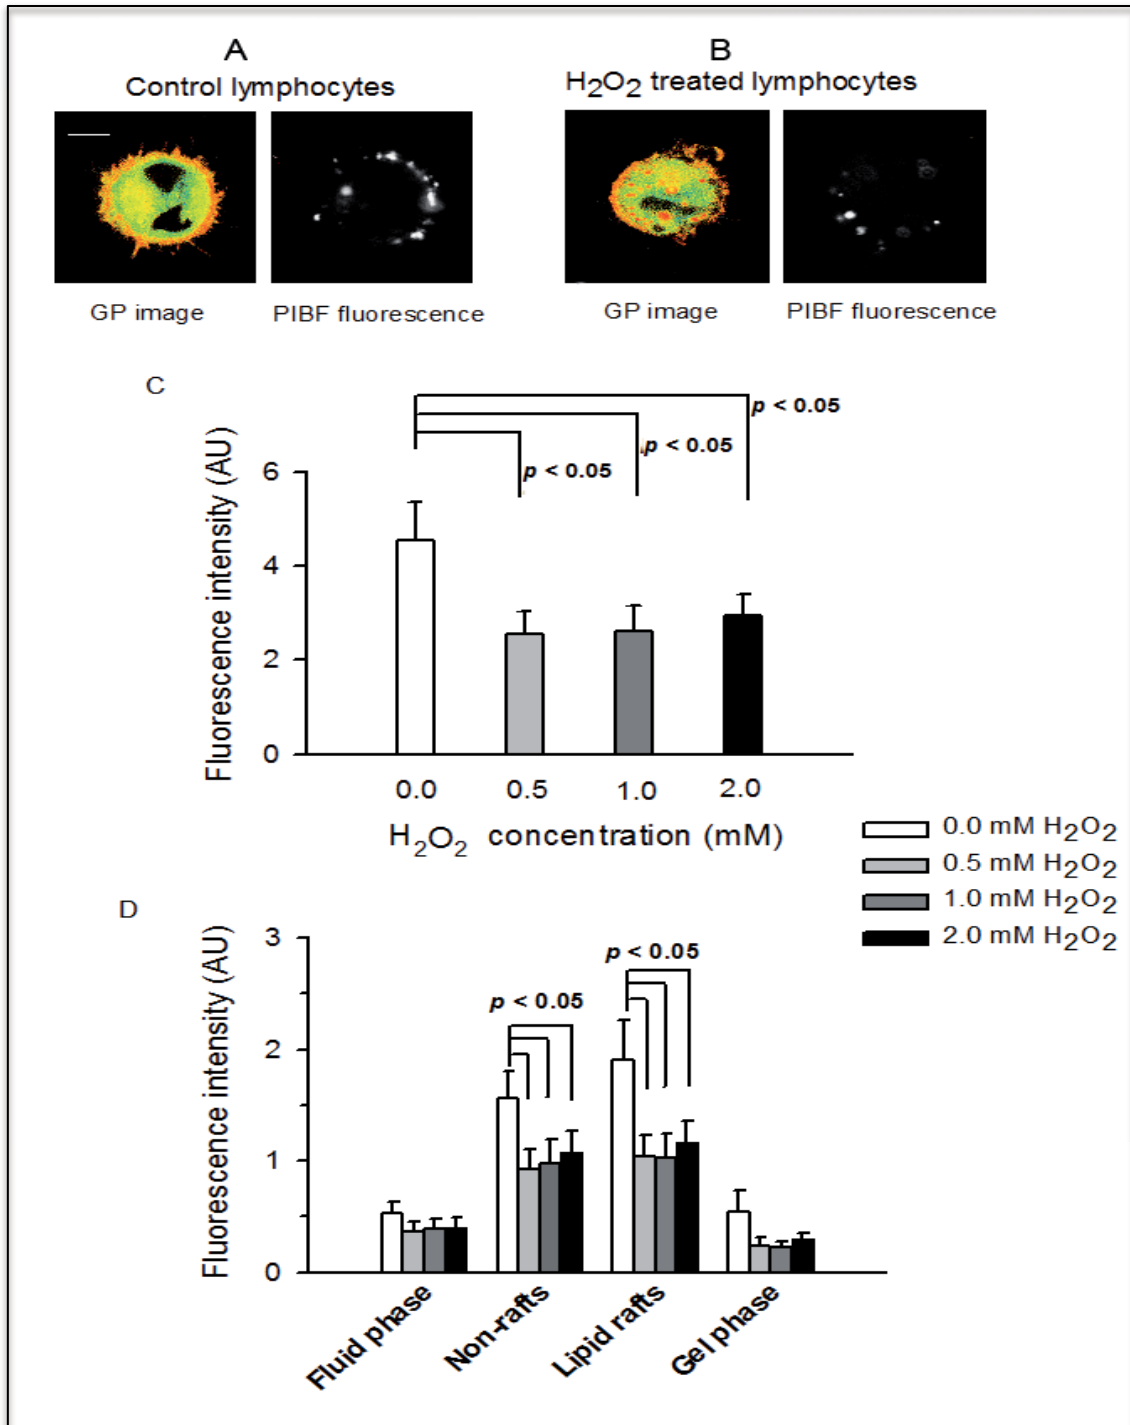 A
Control lymphocytes
B
H2O2 treated lymphocytes
GP image
PIBF fluorescence
GP image
PIBF fluorescence
C
p < 0.05
p < 0.05
p < 0.05
Fluorescence intensity (AU)
6
4
2
0
0.0 0.5 1.0 2.0
H2O2 concentration (mM)
0.0 mM H2O2
0.5 mM H2O2
1.0 mM H2O2
2.0 mM H2O2
D
p < 0.05
p < 0.05
Fluorescence intensity (AU)
3
2
1
0
Fluid phase
Non-rafts
Lipid rafts
Gel phase